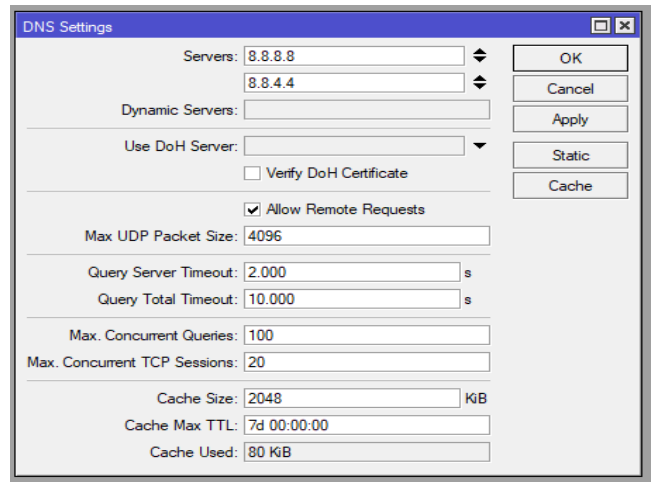 DNS Settings
Servers: 8.8.8.8
OK
8.8.4.4
Cancel
Dynamic Servers:
Apply
Use DoH Server:
Static
Verify DoH Certificate
Cache
Allow Remote Requests
Max UDP Packet Size: 4096
Query Server Timeout: 2.000 s
Query Total Timeout: 10.000 s
Max. Concurrent Queries: 100
Max. Concurrent TCP Sessions: 20
Cache Size: 2048 KiB
Cache Max TTL: 7d 00:00:00
Cache Used: 80 KiB